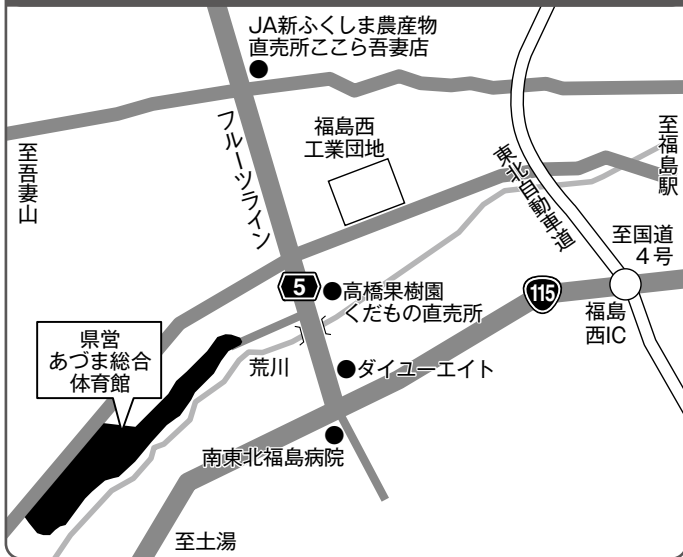 JA新ふくしま農産物
直売所ここら吾妻店
フルーツライン
福島西
工業団地
東北自動車道
至福島駅
至吾妻山
至国道
4号
5
高橋果樹園
くだもの直売所
115
福島
西IC
県営
あづま総合
体育館
荒川
ダイユーエイト
南東北福島病院
至土湯